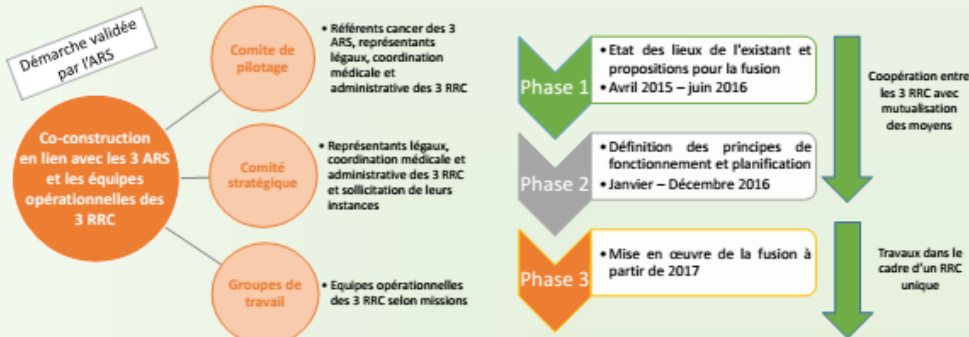 Démarche validée
par l'ARS
Co-construction
en lien avec les 3 ARS
et les équipes
opérationnelles des
3 RRC
Comite de
pilotage
• Référents cancer des 3
ARS, représentants
légaux, coordination
médicale et
administrative des 3 RRC
Comité
stratégique
• Représentants légaux,
coordination médicale et
administrative des 3 RRC
et sollicitation de leurs
instances
Groupes de
travail
• Equipes opérationnelles
des 3 RRC selon missions
Phase 1
• Etat des lieux de l'existant et
propositions pour la fusion
• Avril 2015 – juin 2016
Phase 2
• Définition des principes de
fonctionnement et planification
• Janvier – Décembre 2016
Phase 3
• Mise en œuvre de la fusion à
partir de 2017
Coopération entre
les 3 RRC avec
mutualisation
des moyens
Travaux dans le
cadre d'un RRC
unique